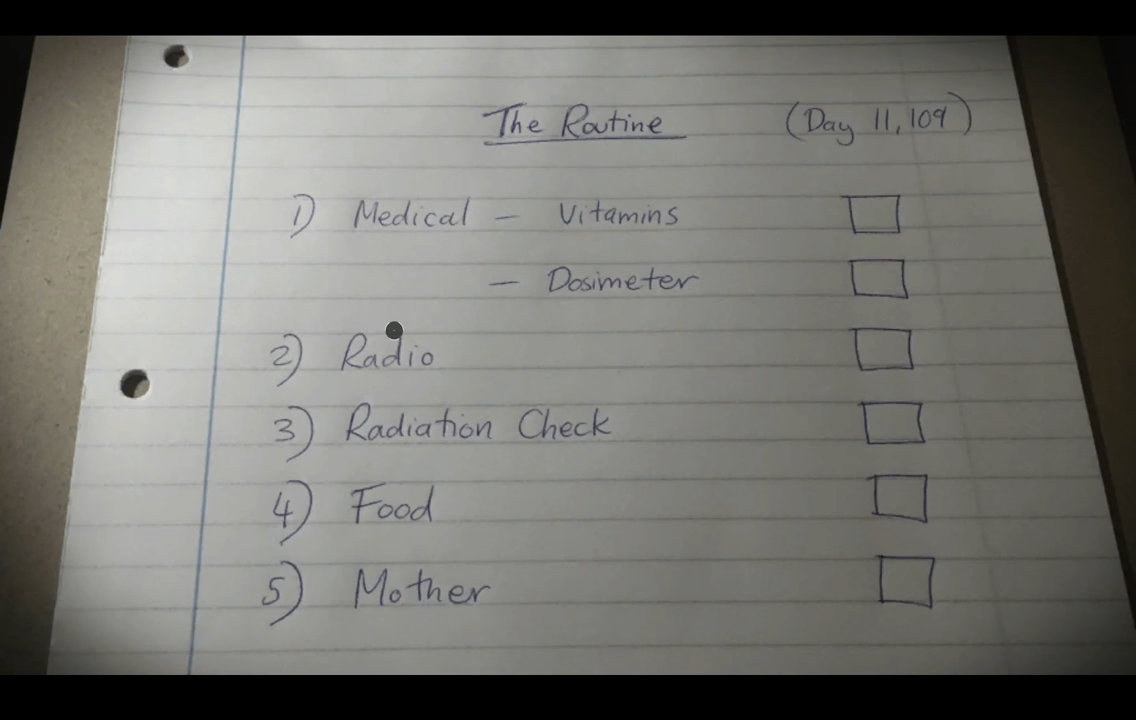 The Routine (Day 11,109)
1) Medical - Vitamins
- Dosimeter
2) Radio
3) Radiation Check
4) Food
5) Mother